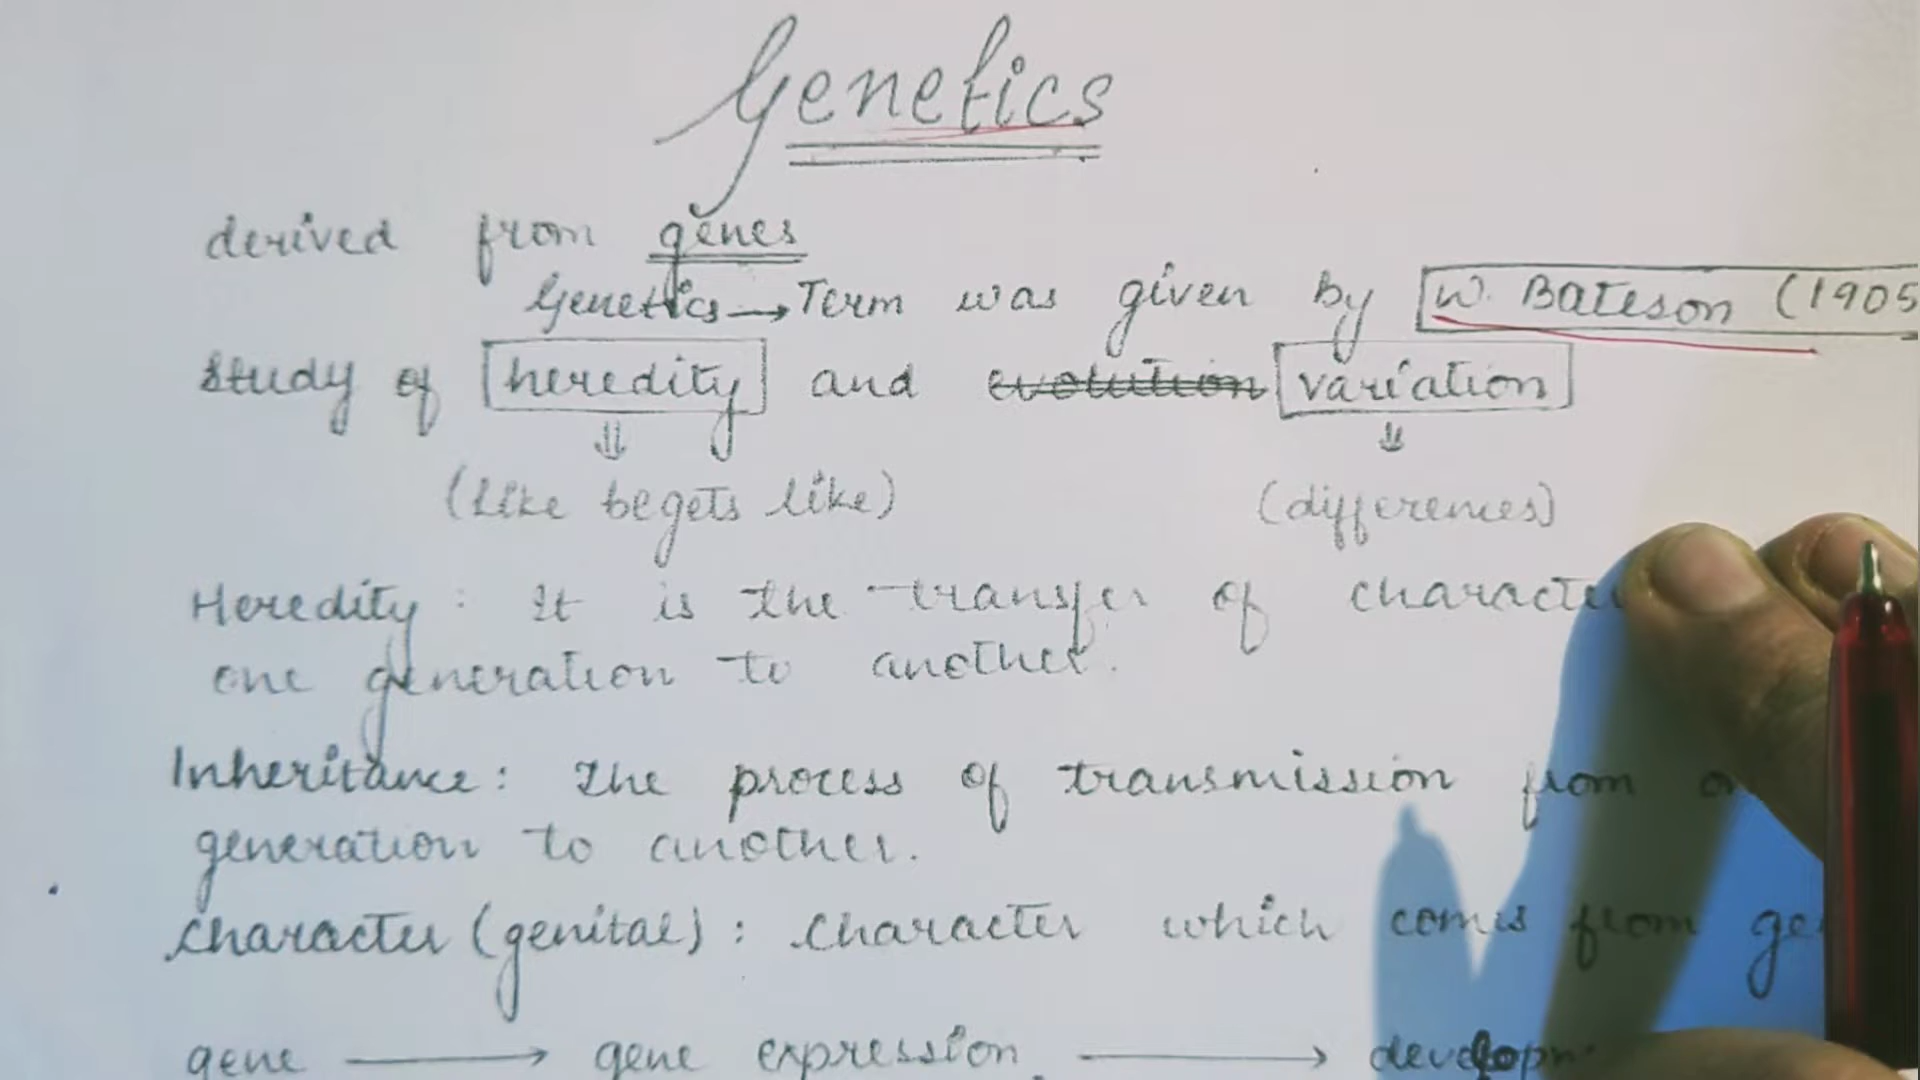 Genetics
derived from genes
Genetics → Term was given by W. Bateson (1905
study of heredity and evolution variation
⇓ ⇓
(like begets like) (differences)
Heredity : It is the transfer of
one generation to another.
Inheritance : The process of transmission from
generation to another.
character (genital) : character which comes from
gene → gene expression →